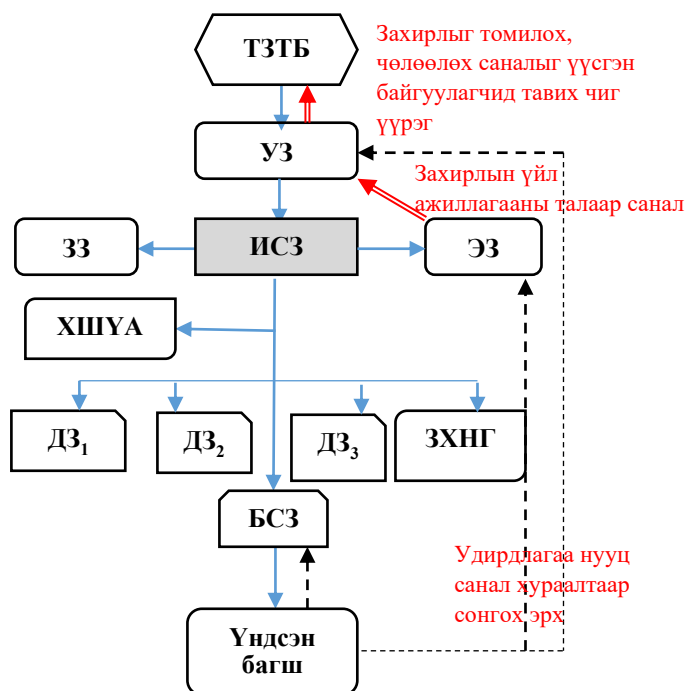 ТЗТБ
Захирлыг томилох,
чөлөөлөх саналыг үүсгэн
байгуулагчид тавих чиг
үүрэг
УЗ
Захирлын үйл
ажиллагааны талаар санал
ЗЗ
ИСЗ
ЭЗ
ХШҮА
ДЗ₁
ДЗ₂
ДЗ₃
ЗХНГ
БСЗ
Удирдлагаа нууц
санал хураалтаар
сонгох эрх
Үндсэн
багш